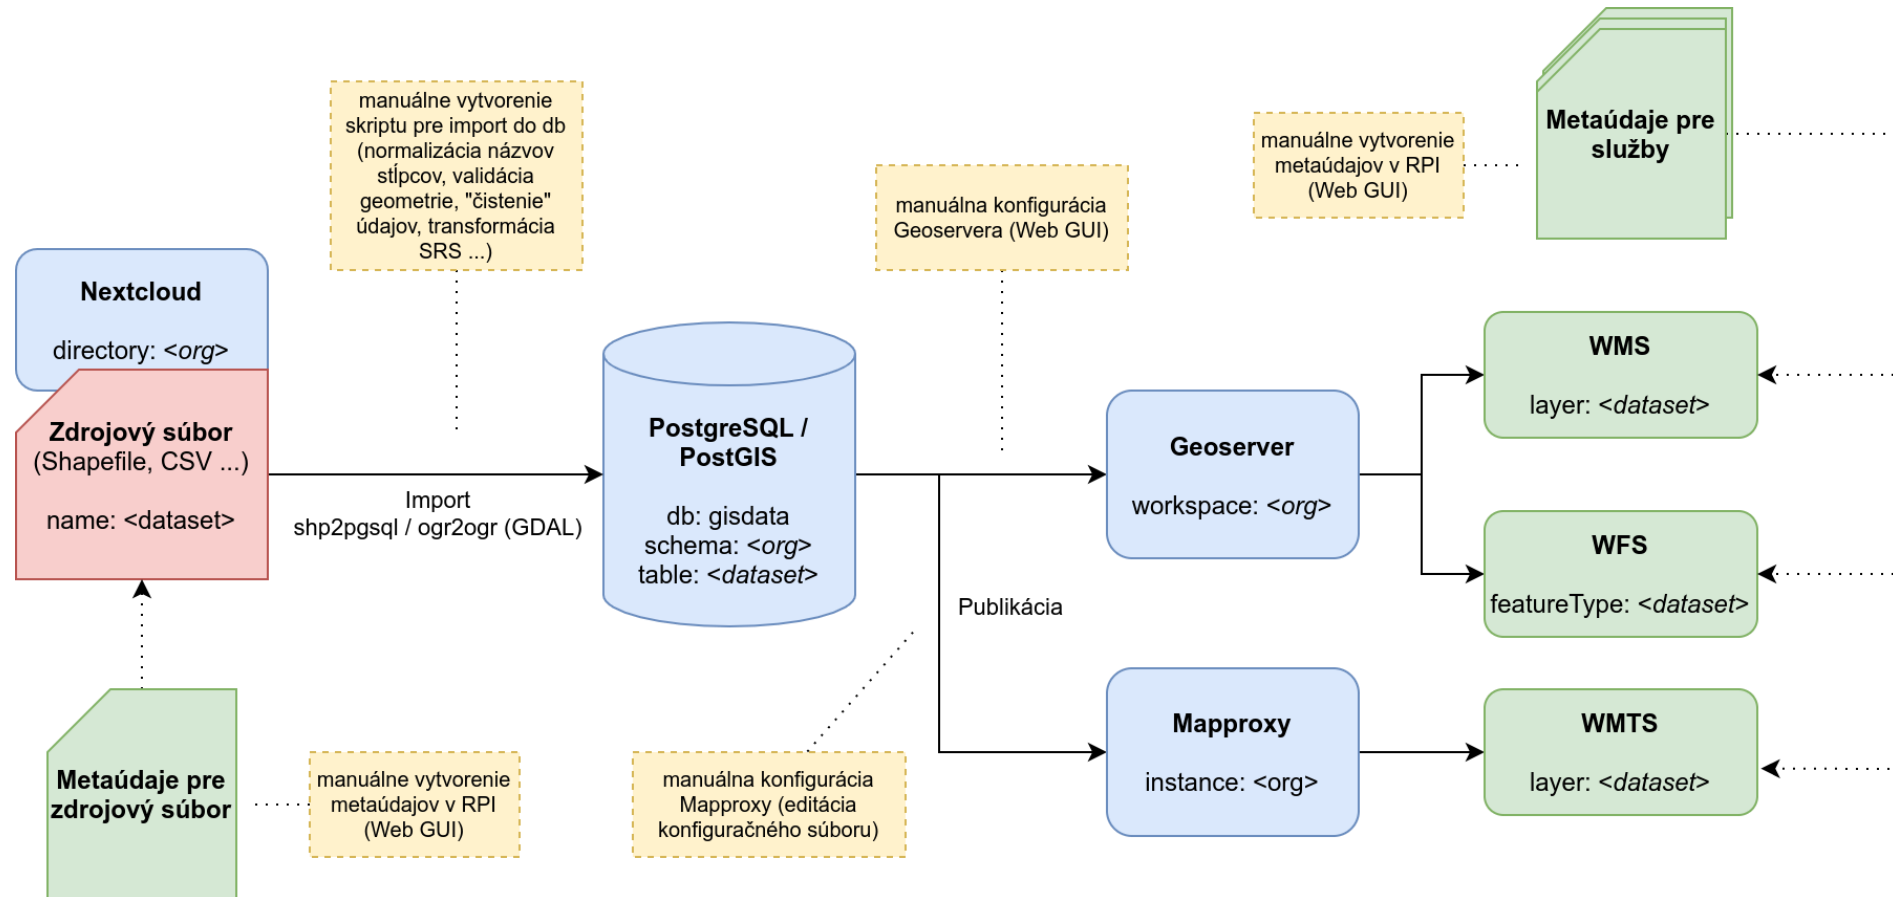 manuálne vytvorenie
skriptu pre import do db
(normalizácia názvov
stĺpcov, validácia
geometrie, "čistenie"
údajov, transformácia
SRS ...)
manuálna konfigurácia
Geoservera (Web GUI)
manuálne vytvorenie
metaúdajov v RPI
(Web GUI)
Metaúdaje pre
služby
Nextcloud
directory: <org>
Zdrojový súbor
(Shapefile, CSV ...)
name: <dataset>
Import
shp2pgsql / ogr2ogr (GDAL)
PostgreSQL /
PostGIS
db: gisdata
schema: <org>
table: <dataset>
Publikácia
Geoserver
workspace: <org>
WMS
layer: <dataset>
WFS
featureType: <dataset>
Mapproxy
instance: <org>
WMTS
layer: <dataset>
Metaúdaje pre
zdrojový súbor
manuálne vytvorenie
metaúdajov v RPI
(Web GUI)
manuálna konfigurácia
Mapproxy (editácia
konfiguračného súboru)